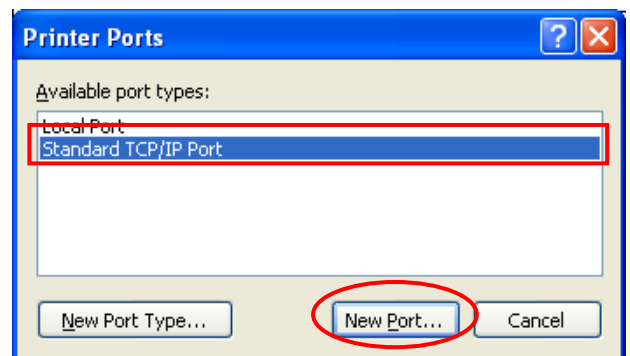 Printer Ports
Available port types:
Local Port
Standard TCP/IP Port
New Port Type...
New Port...
Cancel